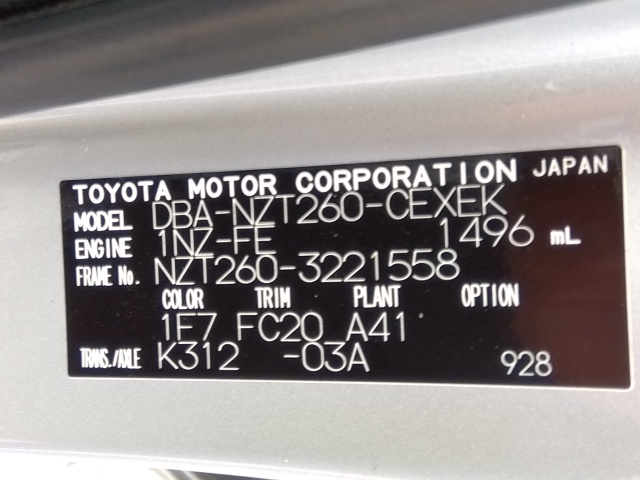 TOYOTA MOTOR CORPORATION JAPAN
MODEL DBA-NZT260-CEXEK
ENGINE 1NZ-FE 1496 mL
FRAME No. NZT260-3221558
COLOR TRIM PLANT OPTION
1F7 FC20 A41
TRANS./AXLE K312 -03A 928